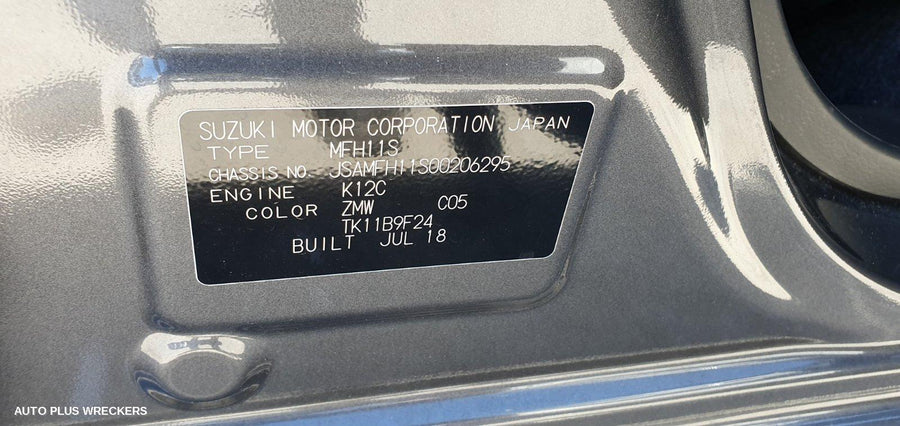 SUZUKI MOTOR CORPORATION JAPAN
TYPE MFH11S
CHASSIS NO. JSAMFH11S00206295
ENGINE K12C
COLOR ZMW C05
TK11B9F24
BUILT JUL 18
AUTO PLUS WRECKERS